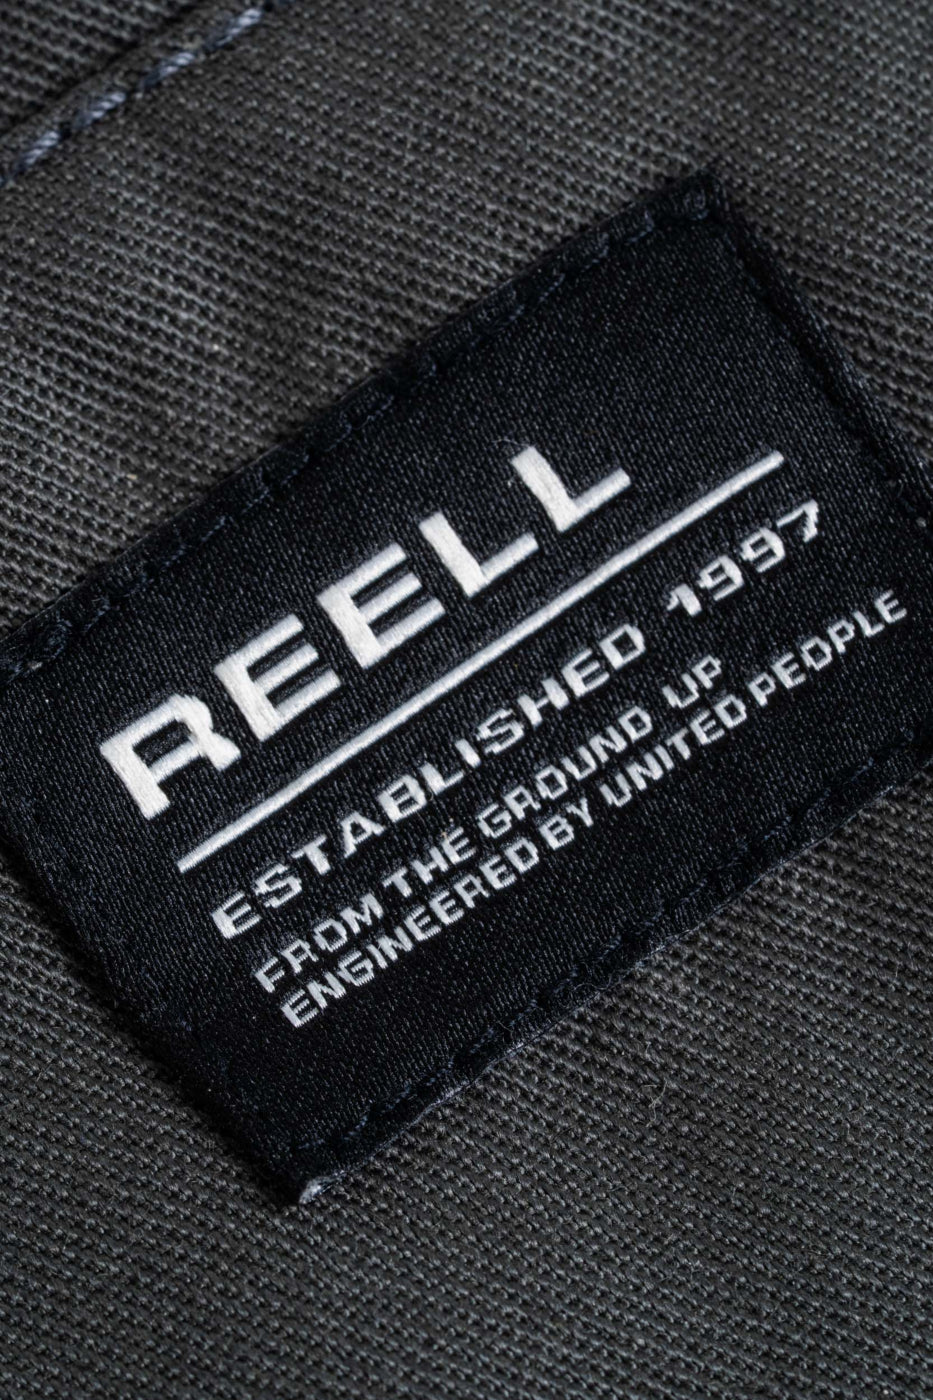 REELL
ESTABLISHED 1997
FROM THE GROUND UP
ENGINEERED BY UNITED PEOPLE